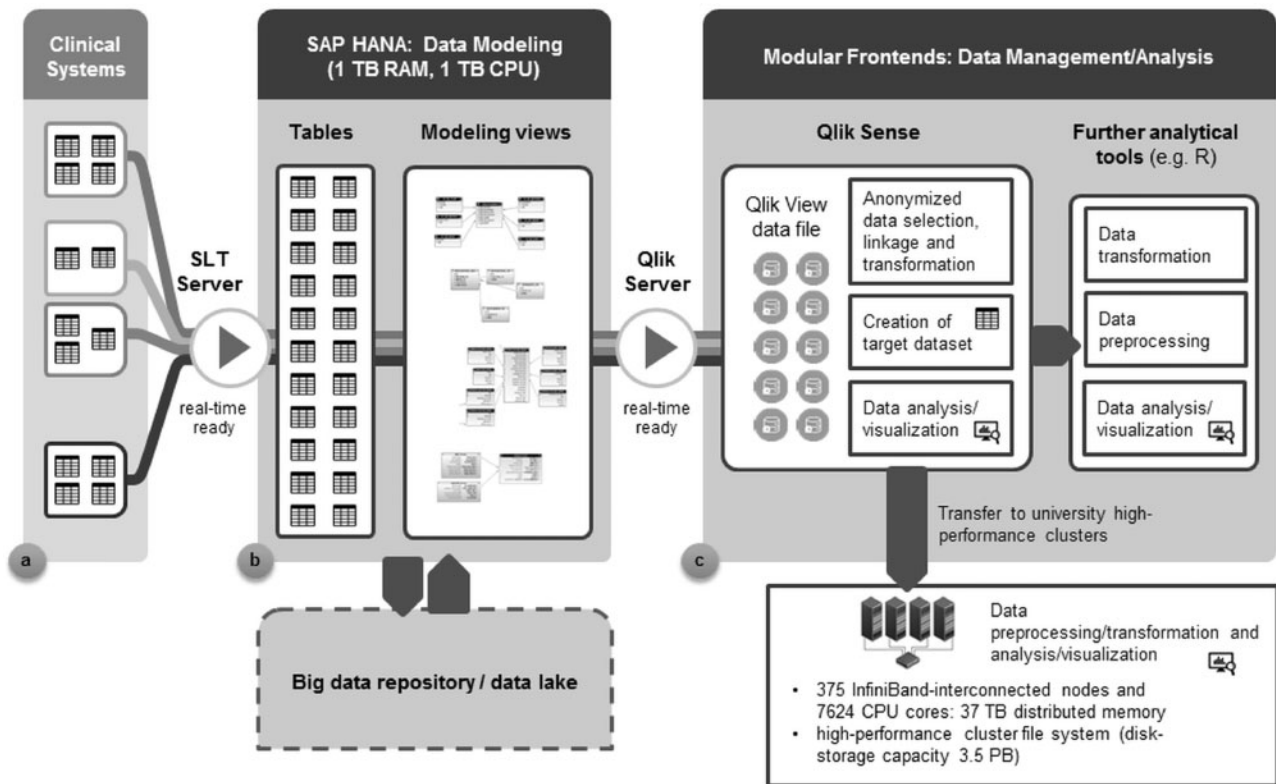 Clinical
Systems
SAP HANA: Data Modeling
(1 TB RAM, 1 TB CPU)
Modular Frontends: Data Management/Analysis
Tables
Modeling views
Qlik Sense
Further analytical
tools (e.g. R)
SLT
Server
real-time
ready
Qlik
Server
real-time
ready
Qlik View
data file
Anonymized
data selection,
linkage and
transformation
Creation of
target dataset
Data analysis/
visualization
Data
transformation
Data
preprocessing
Data analysis/
visualization
a
b
c
Transfer to university high-
performance clusters
Big data repository / data lake
Data
preprocessing/transformation and
analysis/visualization
• 375 InfiniBand-interconnected nodes and
7624 CPU cores: 37 TB distributed memory
• high-performance cluster file system (disk-
storage capacity 3.5 PB)